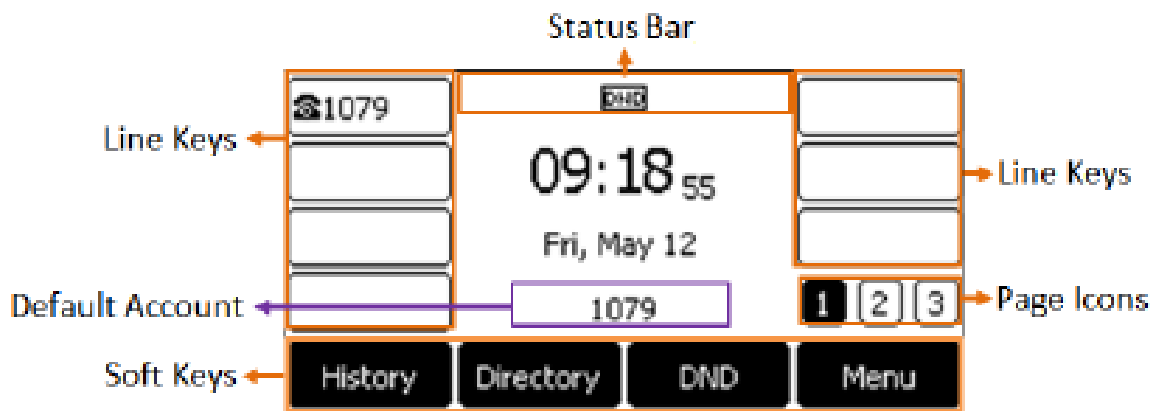 Status Bar
DND
☎1079
Line Keys
09:18 55
Line Keys
Fri, May 12
Default Account
1079
1 2 3
Page Icons
Soft Keys
History Directory DND Menu